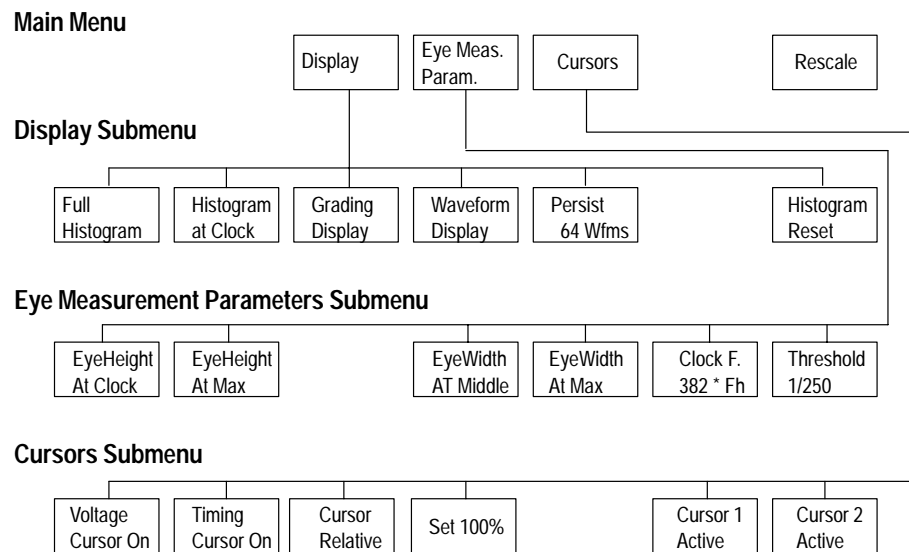 Main Menu
Display
Eye Meas.
Param.
Cursors
Rescale
Display Submenu
Full
Histogram
Histogram
at Clock
Grading
Display
Waveform
Display
Persist
64 Wfms
Histogram
Reset
Eye Measurement Parameters Submenu
EyeHeight
At Clock
EyeHeight
At Max
EyeWidth
AT Middle
EyeWidth
At Max
Clock F.
382 * Fh
Threshold
1/250
Cursors Submenu
Voltage
Cursor On
Timing
Cursor On
Cursor
Relative
Set 100%
Cursor 1
Active
Cursor 2
Active